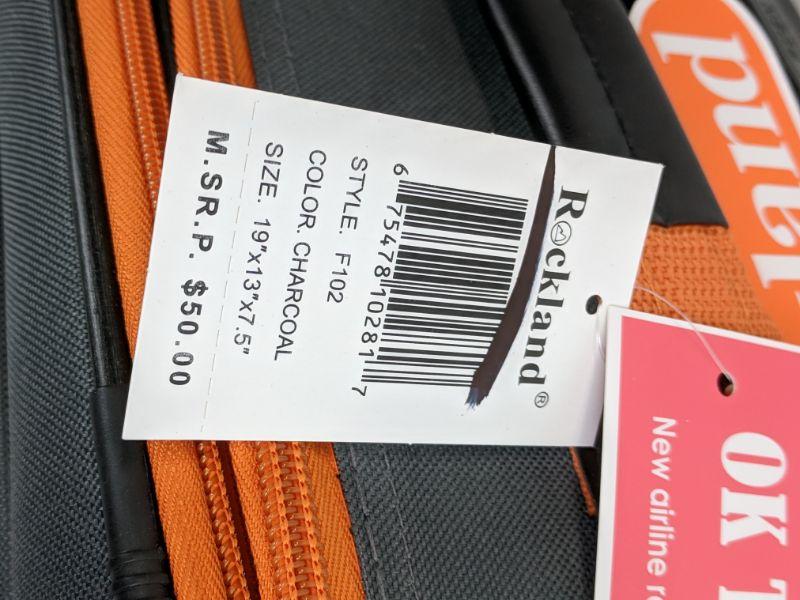 Rockland®
6 75478 10281 7
STYLE. F102
COLOR. CHARCOAL
SIZE. 19"x13"x7.5"
M.SR.P. $50.00
OK
New airline